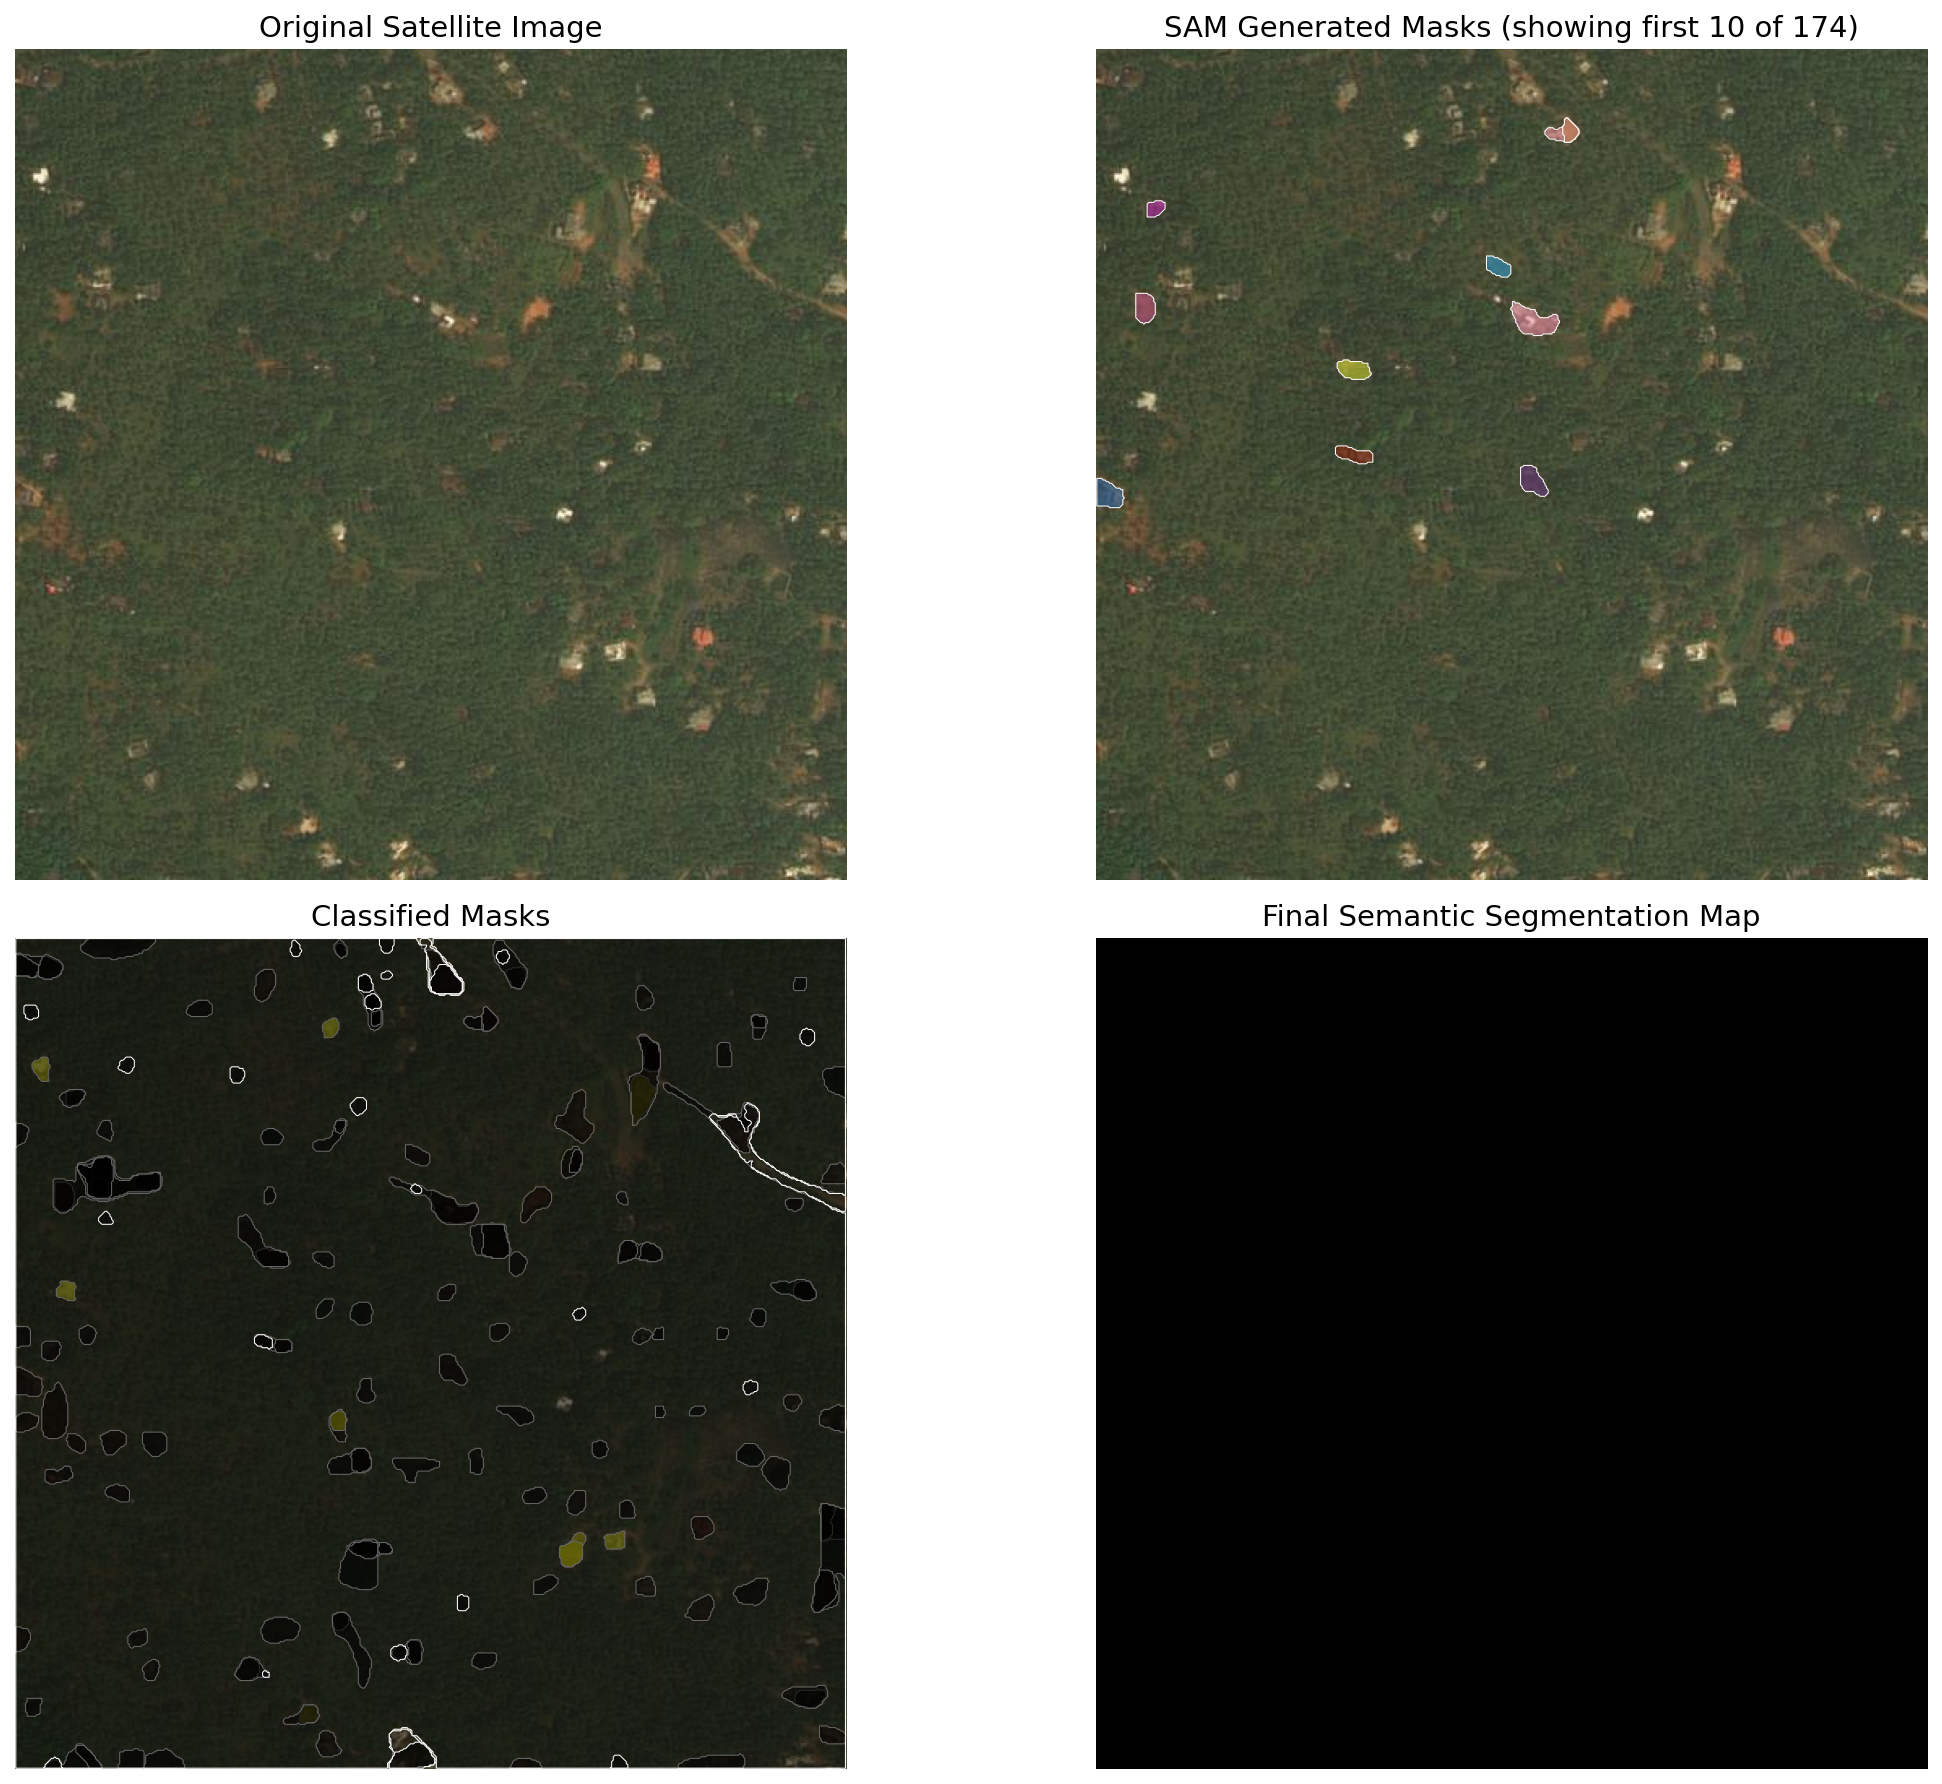 Original Satellite Image
SAM Generated Masks (showing first 10 of 174)
Classified Masks
Final Semantic Segmentation Map